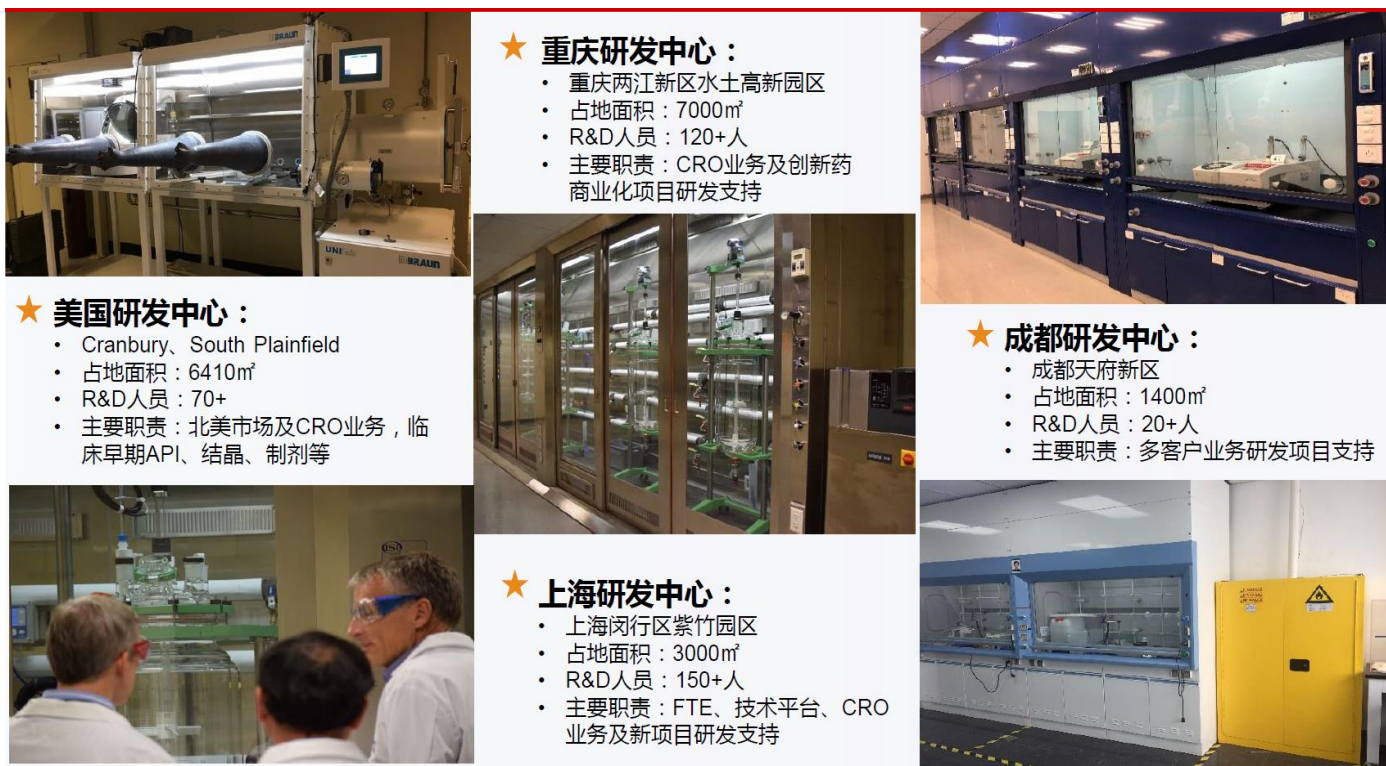 BRAUN
UNIlab
BRAUN
★ 美国研发中心：
• Cranbury、South Plainfield
• 占地面积：6410㎡
• R&D人员：70+
• 主要职责：北美市场及CRO业务，临
床早期API、结晶、制剂等
★ 重庆研发中心：
• 重庆两江新区水土高新园区
• 占地面积：7000㎡
• R&D人员：120+人
• 主要职责：CRO业务及创新药
商业化项目研发支持
★ 上海研发中心：
• 上海闵行区紫竹园区
• 占地面积：3000㎡
• R&D人员：150+人
• 主要职责：FTE、技术平台、CRO
业务及新项目研发支持
★ 成都研发中心：
• 成都天府新区
• 占地面积：1400㎡
• R&D人员：20+人
• 主要职责：多客户业务研发项目支持